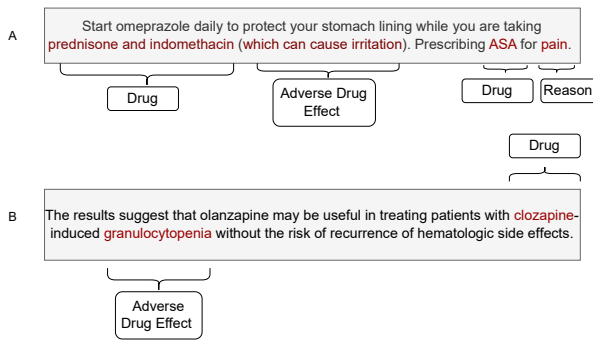 A
Start omeprazole daily to protect your stomach lining while you are taking
prednisone and indomethacin (which can cause irritation). Prescribing ASA for pain.
Drug
Adverse Drug
Effect
Drug
Reason
Drug
B
The results suggest that olanzapine may be useful in treating patients with clozapine-
induced granulocytopenia without the risk of recurrence of hematologic side effects.
Adverse
Drug Effect